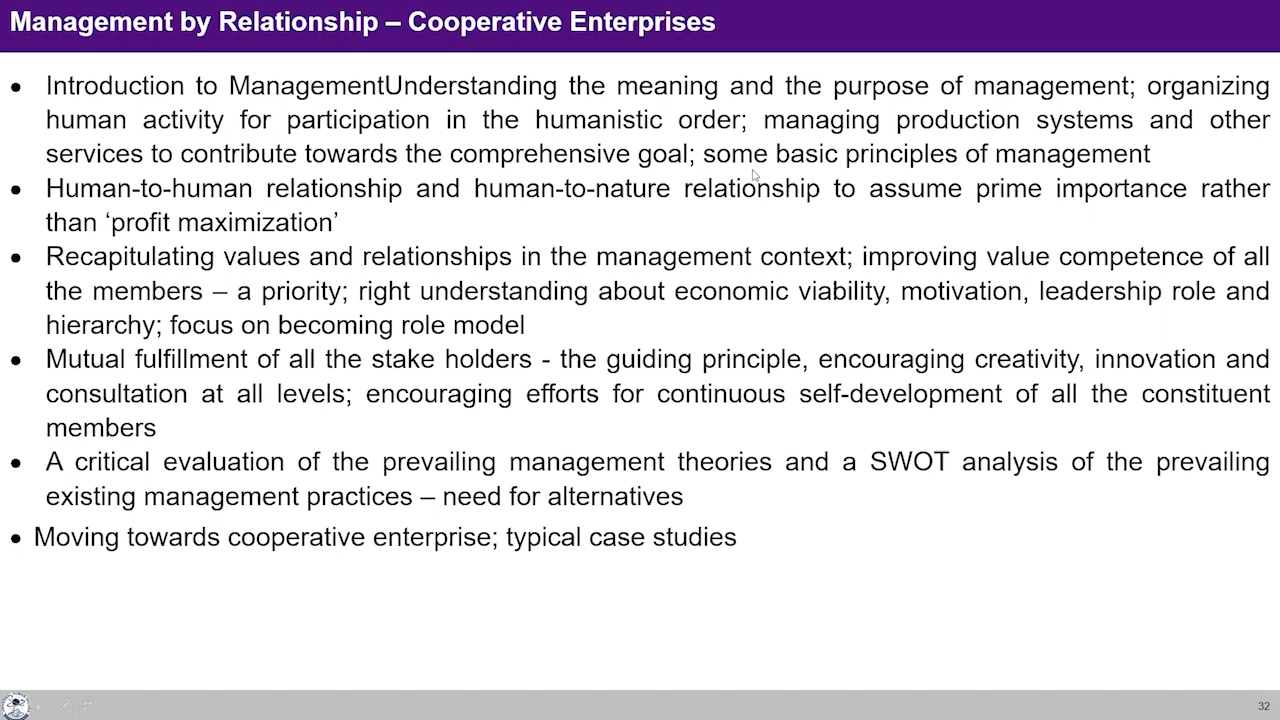 Management by Relationship – Cooperative Enterprises
• Introduction to ManagementUnderstanding the meaning and the purpose of management; organizing
human activity for participation in the humanistic order; managing production systems and other
services to contribute towards the comprehensive goal; some basic principles of management
• Human-to-human relationship and human-to-nature relationship to assume prime importance rather
than ‘profit maximization’
• Recapitulating values and relationships in the management context; improving value competence of all
the members – a priority; right understanding about economic viability, motivation, leadership role and
hierarchy; focus on becoming role model
• Mutual fulfillment of all the stake holders - the guiding principle, encouraging creativity, innovation and
consultation at all levels; encouraging efforts for continuous self-development of all the constituent
members
• A critical evaluation of the prevailing management theories and a SWOT analysis of the prevailing
existing management practices – need for alternatives
• Moving towards cooperative enterprise; typical case studies
32